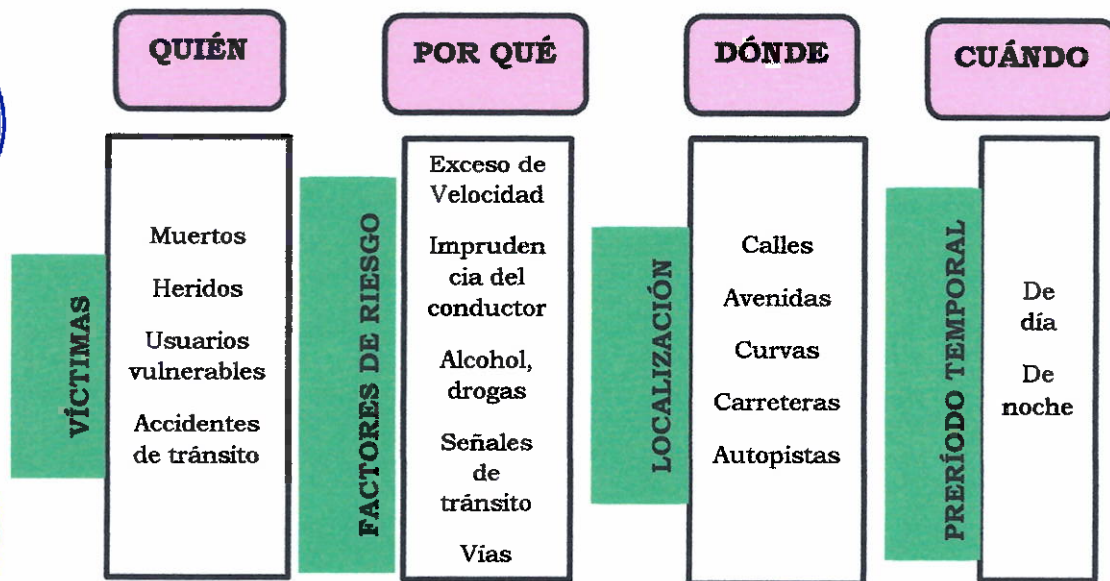 QUIÉN
VÍCTIMAS
Muertos
Heridos
Usuarios
vulnerables
Accidentes
de tránsito
POR QUÉ
FACTORES DE RIESGO
Exceso de
Velocidad
Impruden
cia del
conductor
Alcohol,
drogas
Señales
de
tránsito
Vías
DÓNDE
LOCALIZACIÓN
Calles
Avenidas
Curvas
Carreteras
Autopistas
CUÁNDO
PRERÍODO TEMPORAL
De
día
De
noche